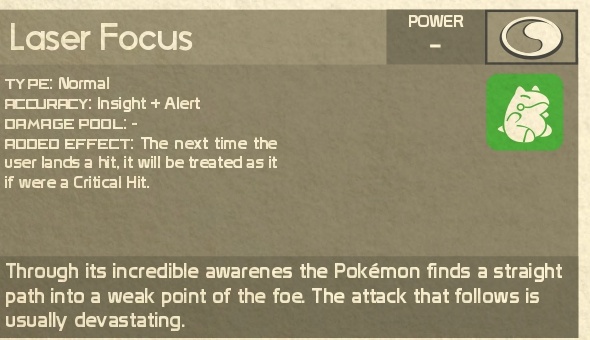 Laser Focus
POWER
-
TYPE: Normal
ACCURACY: Insight + Alert
DAMAGE POOL: -
ADDED EFFECT: The next time the
user lands a hit, it will be treated as it
if were a Critical Hit.
Through its incredible awarenes the Pokémon finds a straight
path into a weak point of the foe. The attack that follows is
usually devastating.